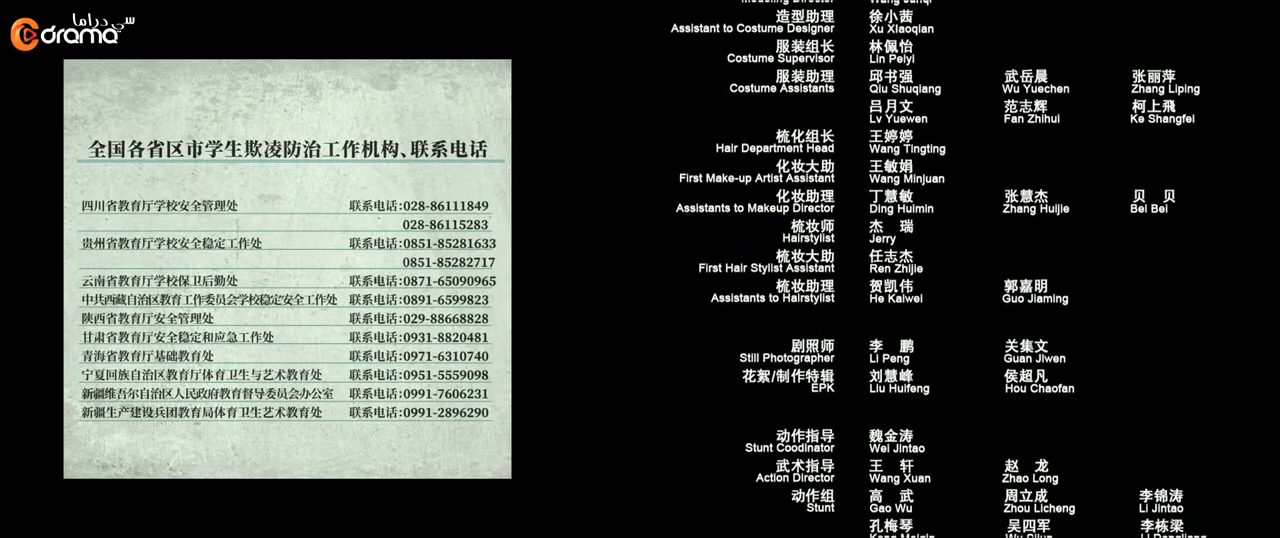 سي دراما
Cdrama
全国各省区市学生欺凌防治工作机构、联系电话
四川省教育厅学校安全管理处 联系电话:028-86111849
028-86115283
贵州省教育厅学校安全稳定工作处 联系电话:0851-85281633
0851-85282717
云南省教育厅学校保卫后勤处 联系电话:0871-65090965
中共西藏自治区教育工作委员会学校稳定安全工作处 联系电话:0891-6599823
陕西省教育厅安全管理处 联系电话:029-88668828
甘肃省教育厅安全稳定和应急工作处 联系电话:0931-8820481
青海省教育厅基础教育处 联系电话:0971-6310740
宁夏回族自治区教育厅体育卫生与艺术教育处 联系电话:0951-5559098
新疆维吾尔自治区人民政府教育督导委员会办公室 联系电话:0991-7606231
新疆生产建设兵团教育局体育卫生艺术教育处 联系电话:0991-2896290
造型助理 徐小茜
Assistant to Costume Designer Xu Xiaoqian
服装组长 林佩怡
Costume Supervisor Lin Peiyi
服装助理 邱书强 武岳晨 张丽萍
Costume Assistants Qiu Shuqiang Wu Yuechen Zhang Liping
吕月文 范志辉 柯上飛
Lv Yuewen Fan Zhihui Ke Shangfei
梳化组长 王婷婷
Hair Department Head Wang Tingting
化妆大助 王敏娟
First Make-up Artist Assistant Wang Minjuan
化妆助理 丁慧敏 张慧杰 贝 贝
Assistants to Makeup Director Ding Huimin Zhang Huijie Bei Bei
梳妆师 杰 瑞
Hairstylist Jerry
梳妆大助 任志杰
First Hair Stylist Assistant Ren Zhijie
梳妆助理 贺凯伟 郭嘉明
Assistants to Hairstylist He Kaiwei Guo Jiaming
剧照师 李 鹏 关集文
Still Photographer Li Peng Guan Jiwen
花絮/制作特辑 刘慧峰 侯超凡
EPK Liu Huifeng Hou Chaofan
动作指导 魏金涛
Stunt Coodinator Wei Jintao
武术指导 王 轩 赵 龙
Action Director Wang Xuan Zhao Long
动作组 高 武 周立成 李锦涛
Stunt Gao Wu Zhou Licheng Li Jintao
孔梅琴 吴四军 李栋梁